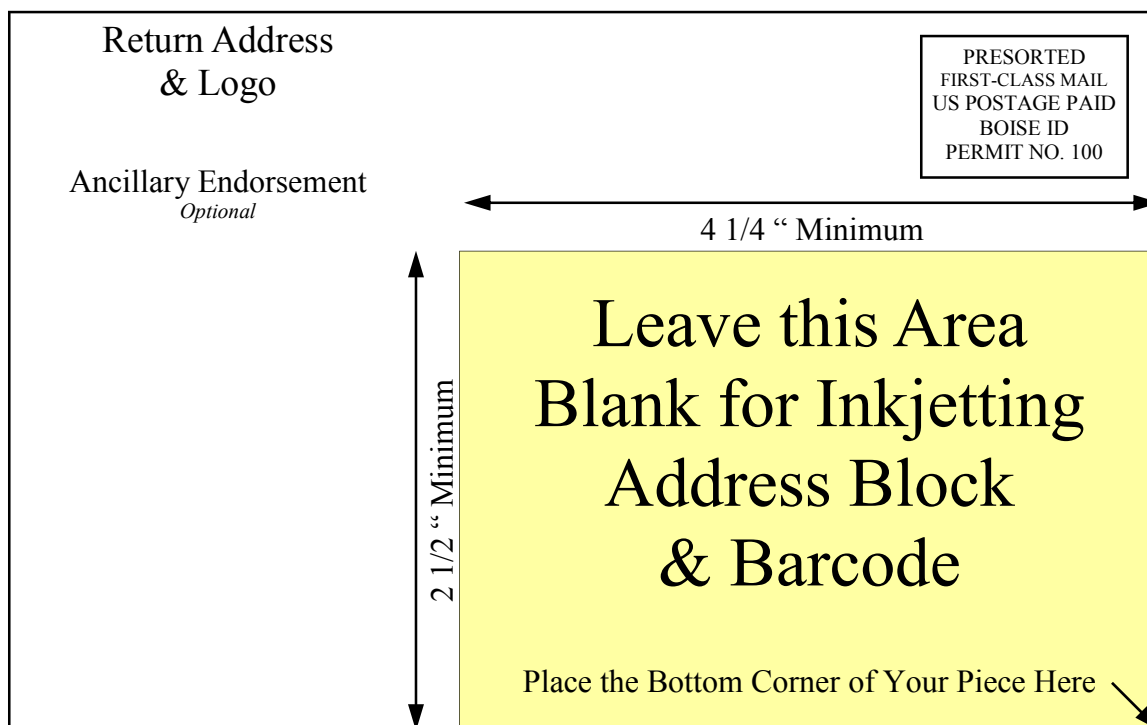 Return Address
& Logo
PRESORTED
FIRST-CLASS MAIL
US POSTAGE PAID
BOISE ID
PERMIT NO. 100
Ancillary Endorsement
Optional
4 1/4 “ Minimum
2 1/2 “ Minimum
Leave this Area
Blank for Inkjetting
Address Block
& Barcode
Place the Bottom Corner of Your Piece Here